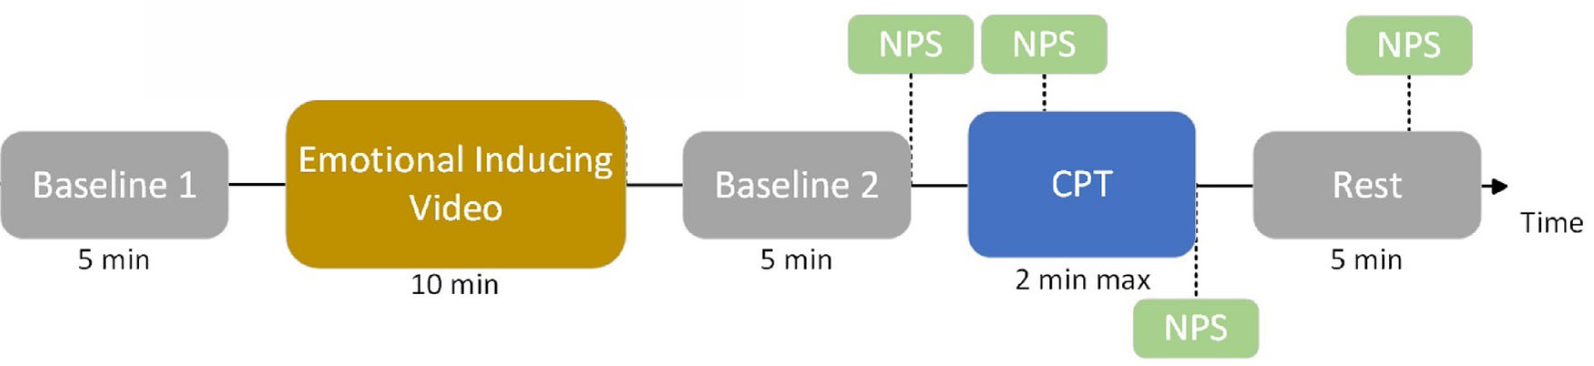 NPS
NPS
NPS
Baseline 1
Emotional Inducing
Video
Baseline 2
CPT
Rest
Time
5 min
10 min
5 min
2 min max
5 min
NPS